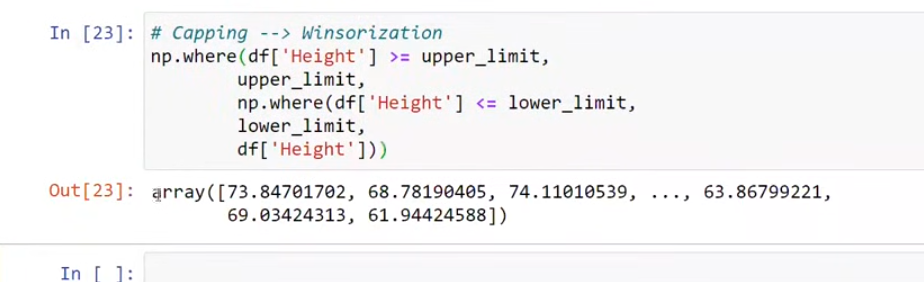 In [23]: # Capping --> Winsorization
np.where(df['Height'] >= upper_limit,
upper_limit,
np.where(df['Height'] <= lower_limit,
lower_limit,
df['Height']))
Out[23]: array([73.84701702, 68.78190405, 74.11010539, ..., 63.86799221,
69.03424313, 61.94424588])
In [ ]: